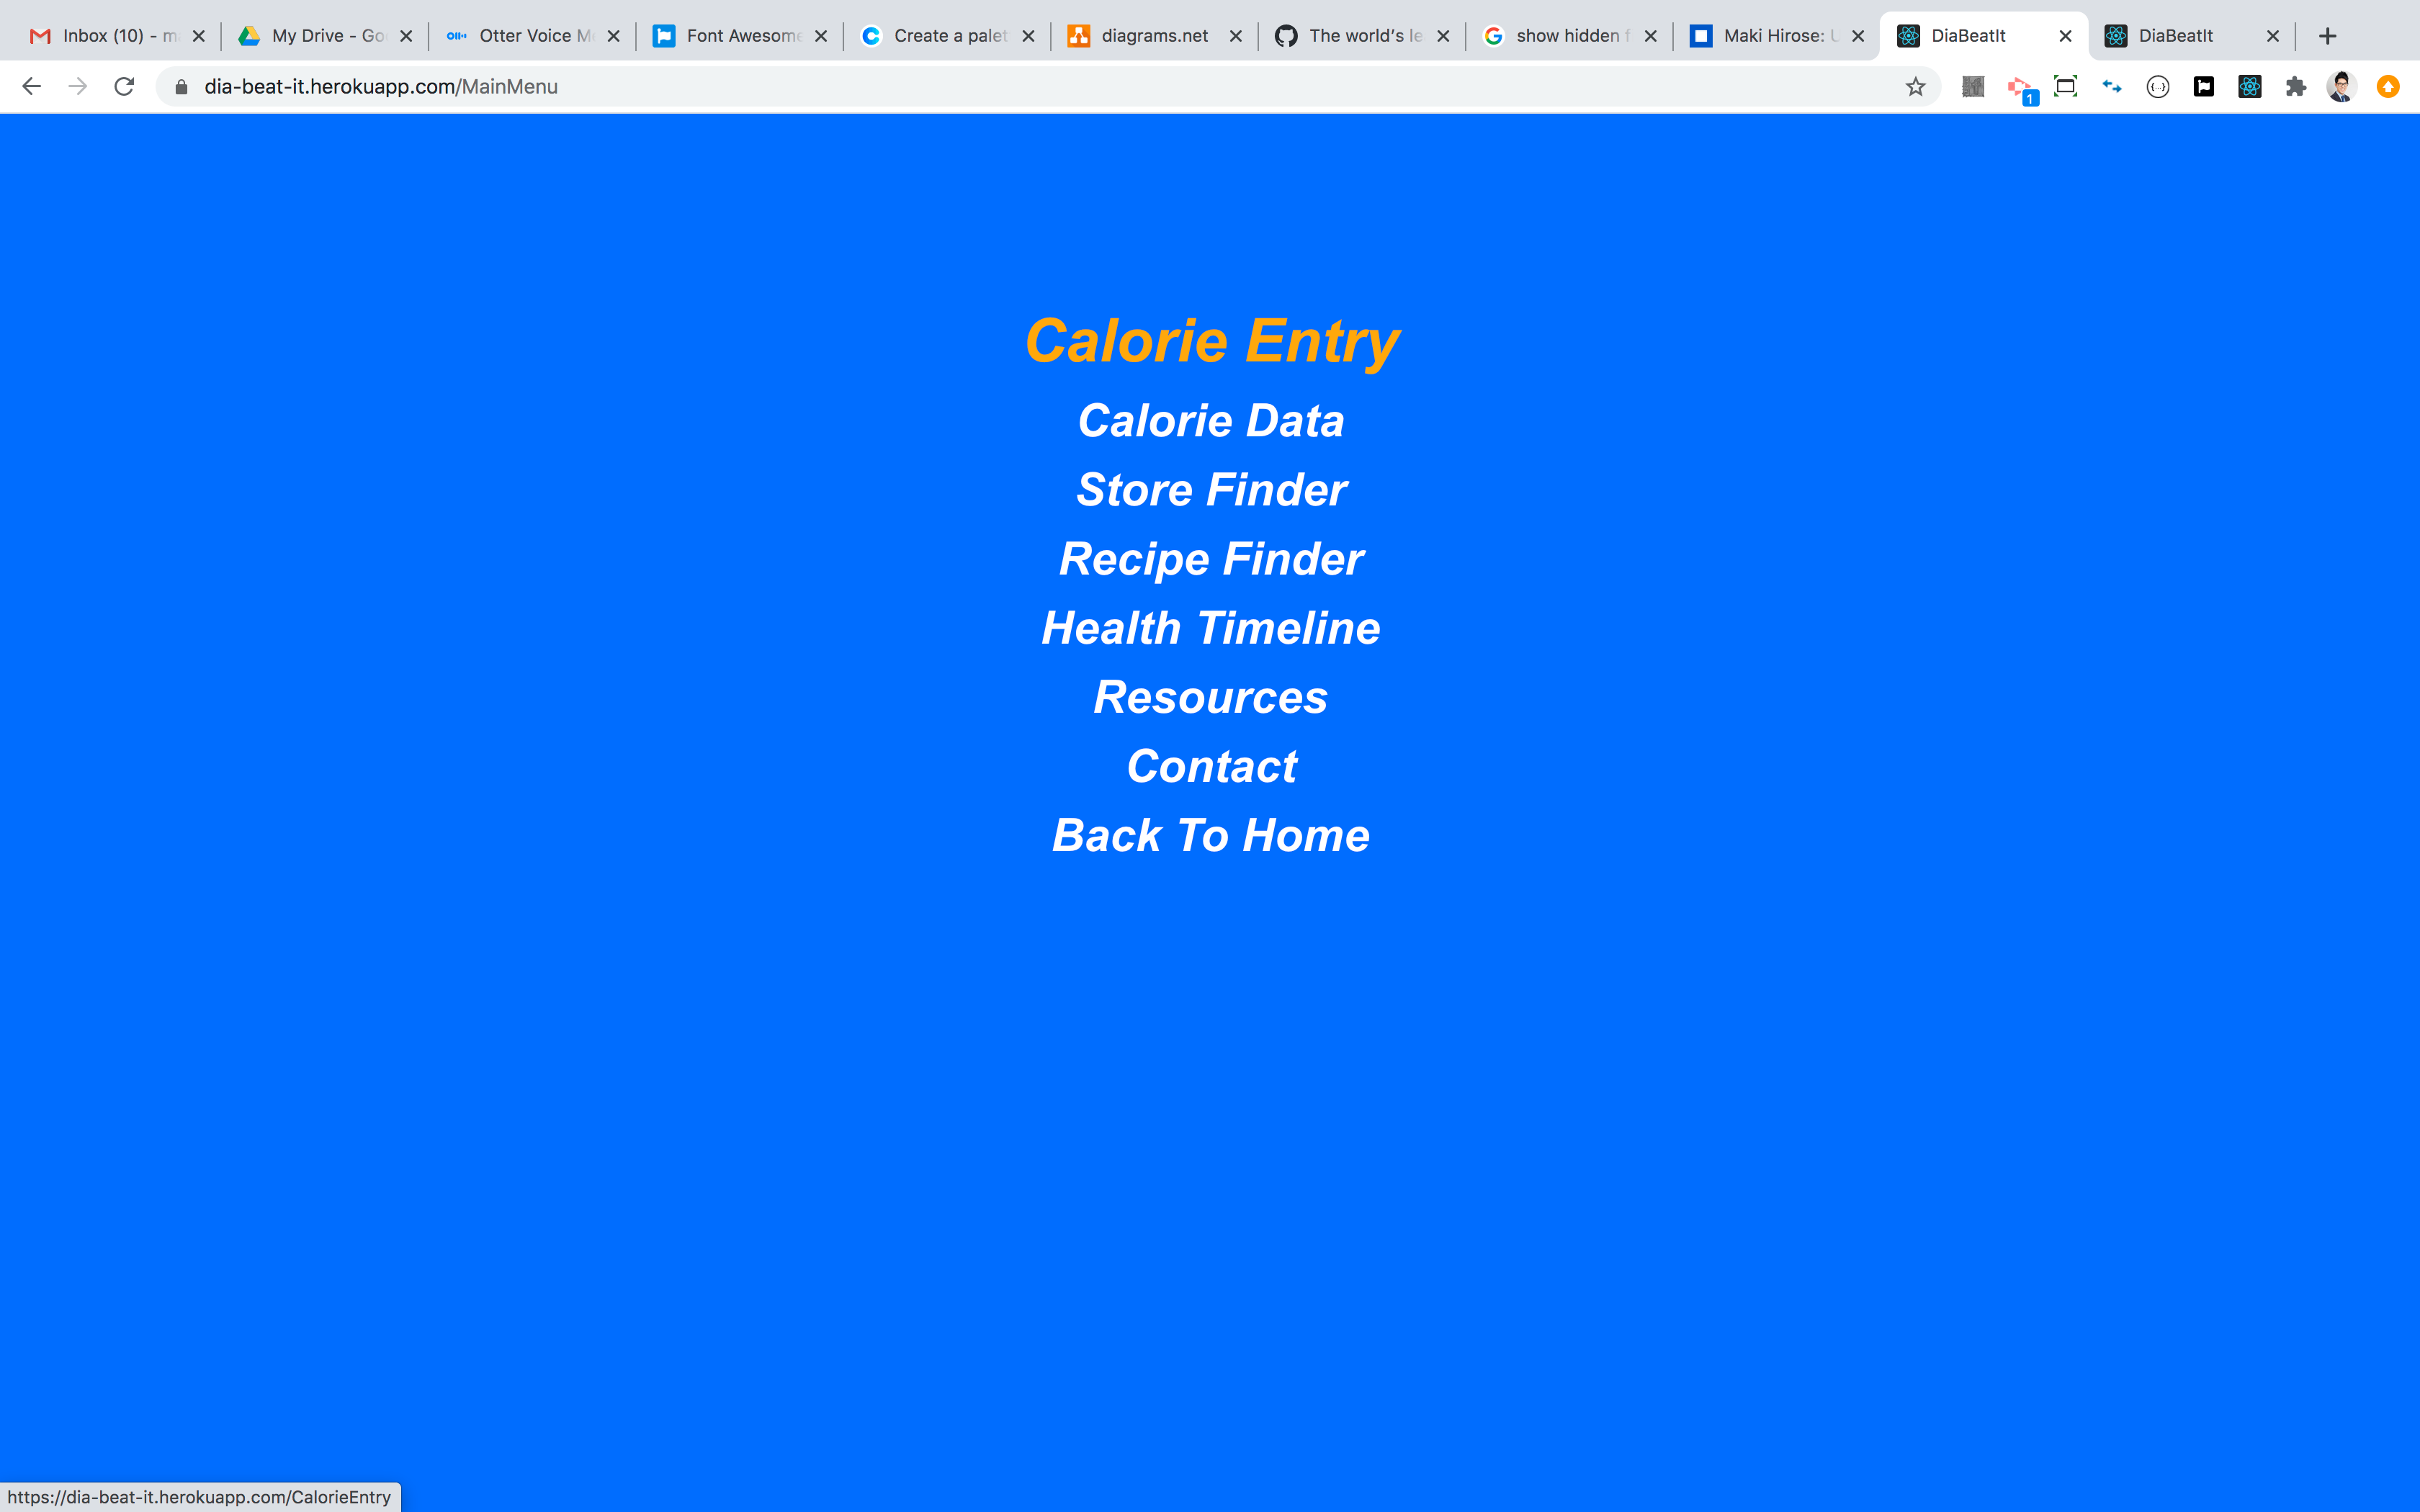 Inbox (10) - m
My Drive - Go
Otter Voice M
Font Awesome
Create a palet
diagrams.net
The world's le
show hidden f
Maki Hirose: U
DiaBeatIt
DiaBeatIt
dia-beat-it.herokuapp.com/MainMenu
1
Calorie Entry
Calorie Data
Store Finder
Recipe Finder
Health Timeline
Resources
Contact
Back To Home
https://dia-beat-it.herokuapp.com/CalorieEntry